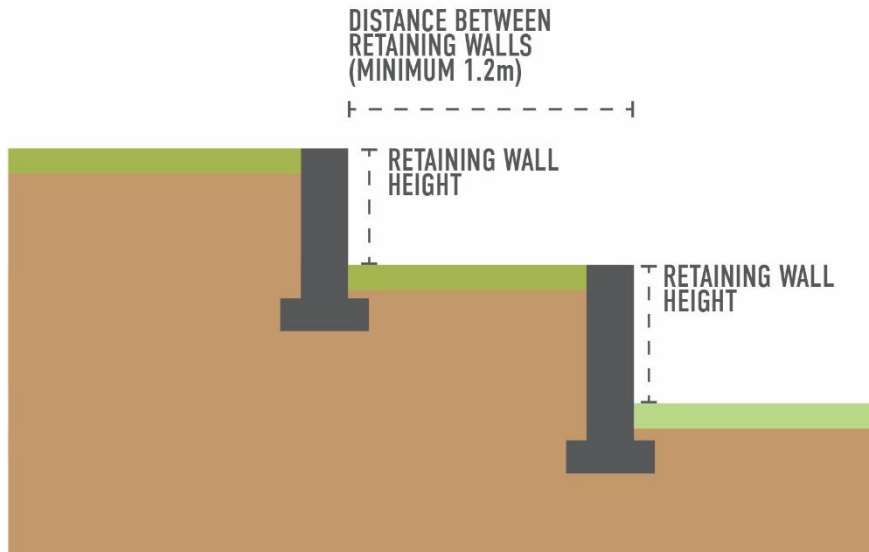 DISTANCE BETWEEN
RETAINING WALLS
(MINIMUM 1.2m)
RETAINING WALL
HEIGHT
RETAINING WALL
HEIGHT